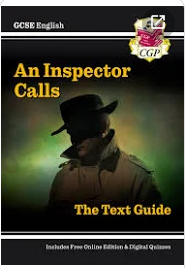 GCSE English
CGP
An Inspector
Calls
The Text Guide
Includes Free Online Edition & Digital Quizzes